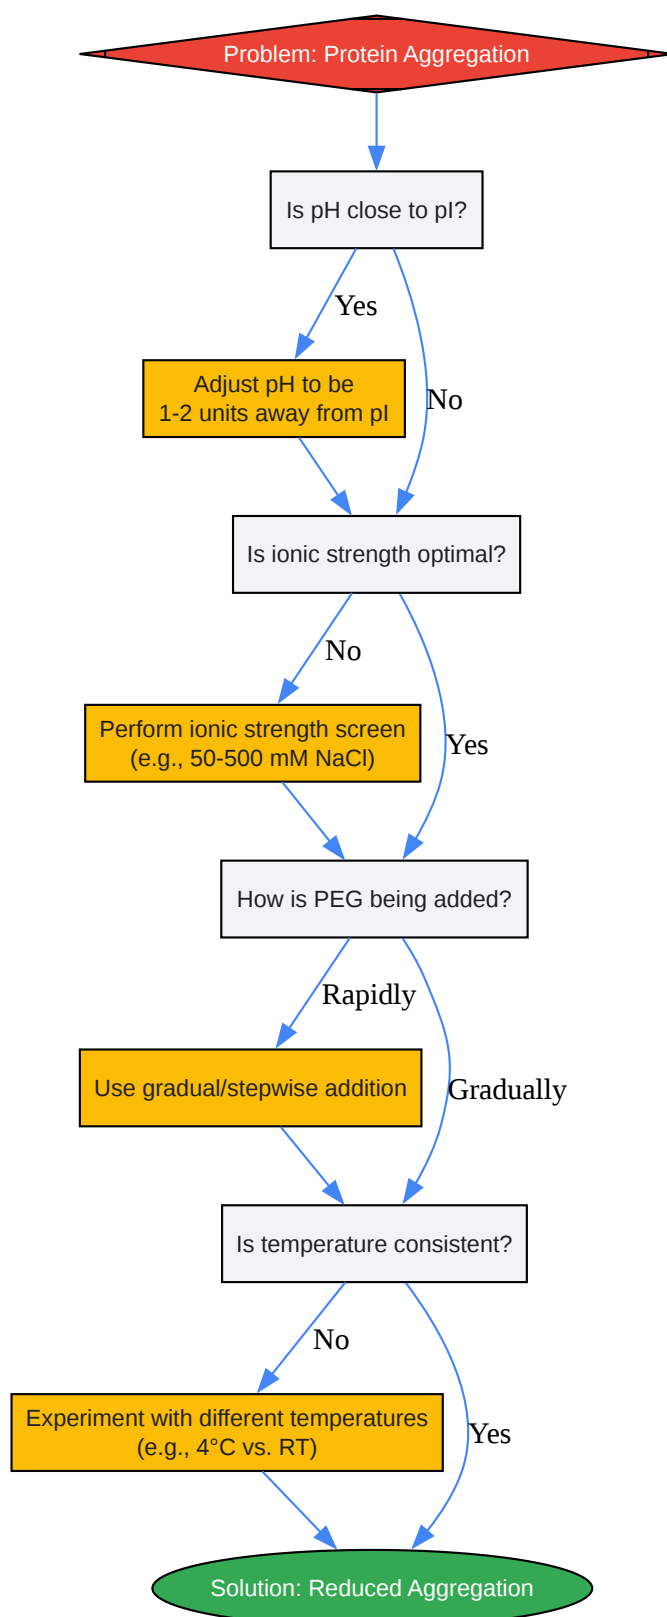 Problem: Protein Aggregation
Is pH close to pI?
Yes
Adjust pH to be
1-2 units away from pI
No
Is ionic strength optimal?
No
Perform ionic strength screen
(e.g., 50-500 mM NaCl)
Yes
How is PEG being added?
Rapidly
Use gradual/stepwise addition
Gradually
Is temperature consistent?
No
Experiment with different temperatures
(e.g., 4°C vs. RT)
Yes
Solution: Reduced Aggregation